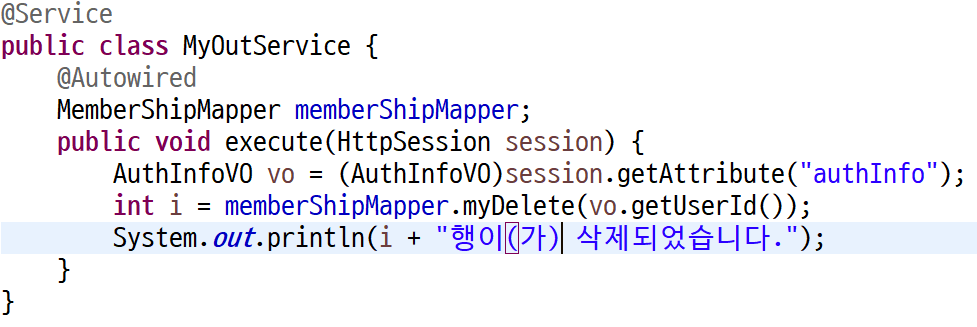 @Service
public class MyOutService {
    @Autowired
    MemberShipMapper memberShipMapper;
    public void execute(HttpSession session) {
        AuthInfoVO vo = (AuthInfoVO)session.getAttribute("authInfo");
        int i = memberShipMapper.myDelete(vo.getUserId());
        System.out.println(i + "행이(가) 삭제되었습니다.");
    }
}